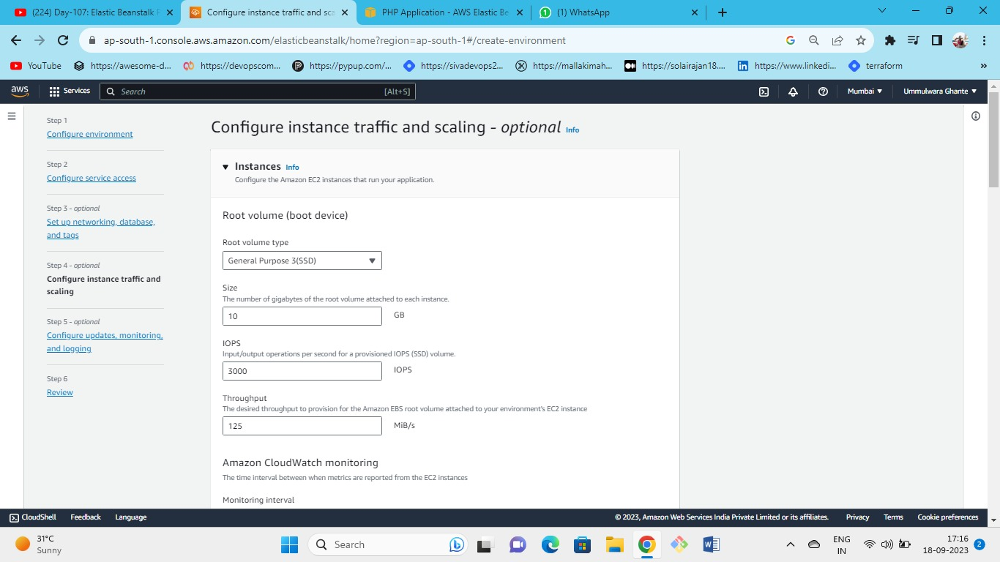 (224) Day-107: Elastic Beanstalk
Configure instance traffic and sca
PHP Application - AWS Elastic Be
(1) WhatsApp
ap-south-1.console.aws.amazon.com/elasticbeanstalk/home?region=ap-south-1#/create-environment
YouTube
https://awesome-d...
https://devopscom...
https://pypup.com/...
https://sivadevops2...
https://mallakimah...
https://solairajan18....
https://www.linkedi...
terraform
aws
Services
Search
[Alt+S]
Mumbai
Ummulwara Ghante
Step 1
Configure environment
Step 2
Configure service access
Step 3 - optional
Set up networking, database,
and tags
Step 4 - optional
Configure instance traffic and
scaling
Step 5 - optional
Configure updates, monitoring,
and logging
Step 6
Review
Configure instance traffic and scaling - optional Info
Instances Info
Configure the Amazon EC2 instances that run your application.
Root volume (boot device)
Root volume type
General Purpose 3(SSD)
Size
The number of gigabytes of the root volume attached to each instance.
10 GB
IOPS
Input/output operations per second for a provisioned IOPS (SSD) volume.
3000 IOPS
Throughput
The desired throughput to provision for the Amazon EBS root volume attached to your environment's EC2 instance
125 MiB/s
Amazon CloudWatch monitoring
The time interval between when metrics are reported from the EC2 instances
Monitoring interval
CloudShell
Feedback
Language
© 2023, Amazon Web Services India Private Limited or its affiliates.
Privacy
Terms
Cookie preferences
31°C
Sunny
Search
ENG
IN
17:16
18-09-2023
2